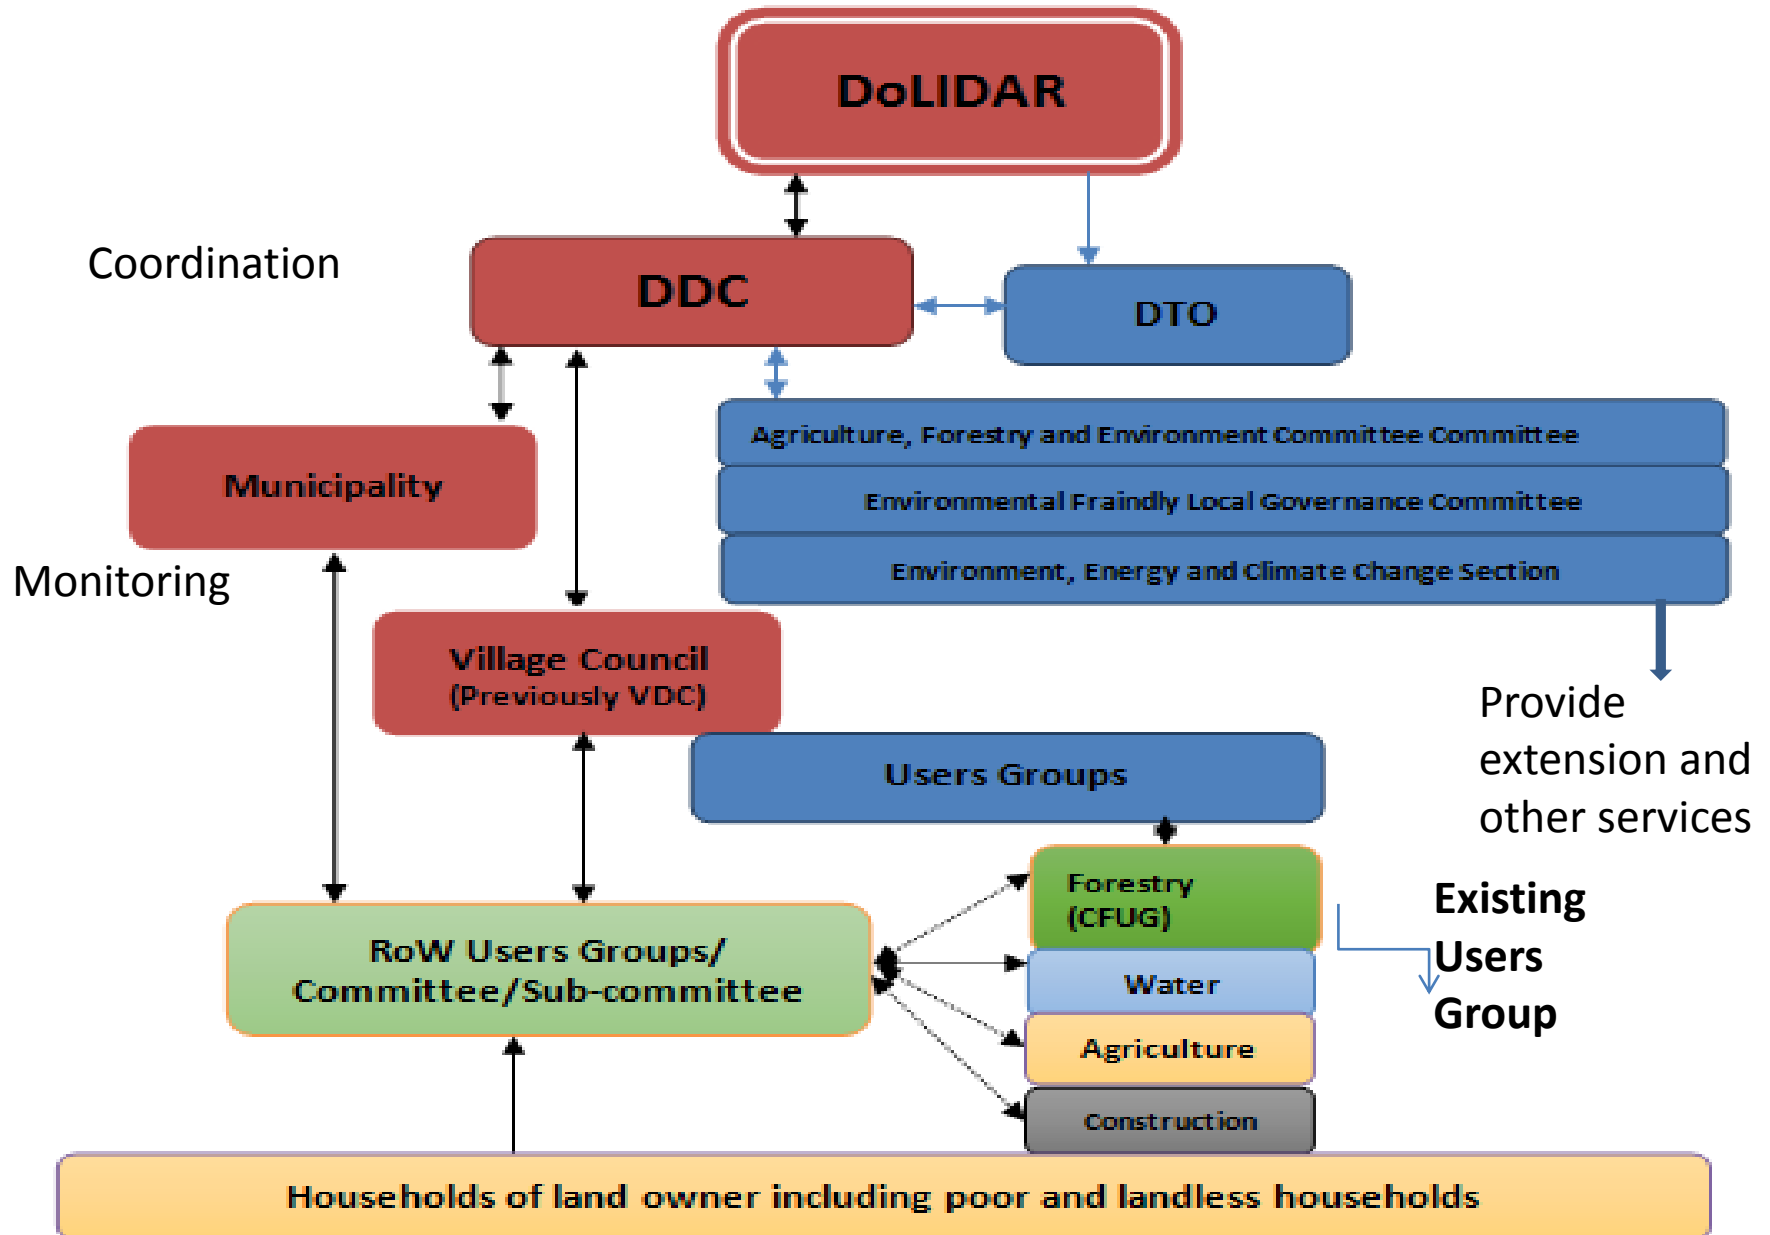 DoLIDAR
Coordination
DDC
DTO
Agriculture, Forestry and Environment Committee Committee
Municipality
Environmental Fraindly Local Governance Committee
Monitoring
Environment, Energy and Climate Change Section
Village Council
(Previously VDC)
Provide
extension and
other services
Users Groups
Forestry
(CFUG)
Existing
Users
Group
RoW Users Groups/
Committee/Sub-committee
Water
Agriculture
Construction
Households of land owner including poor and landless households